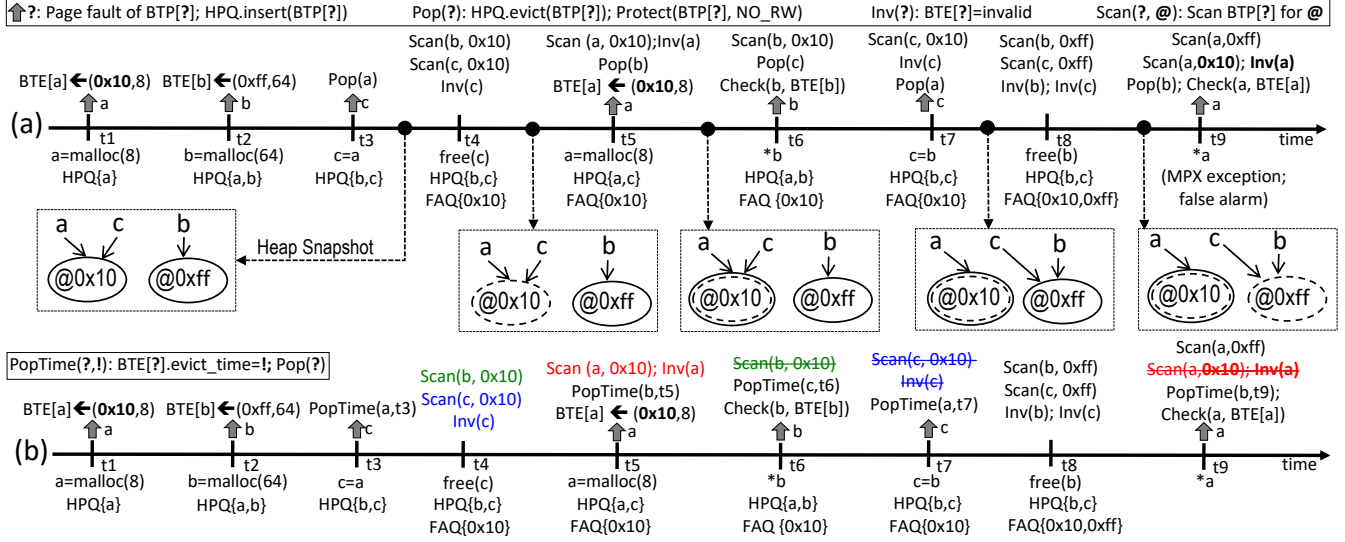 ⇧?: Page fault of BTP[?]; HPQ.insert(BTP[?]) Pop(?): HPQ.evict(BTP[?]); Protect(BTP[?], NO_RW) Inv(?): BTE[?]=invalid Scan(?, @): Scan BTP[?] for @
BTE[a]←(0x10,8)
a
t1
a=malloc(8)
HPQ{a}
BTE[b]←(0xff,64)
b
t2
b=malloc(64)
HPQ{a,b}
Pop(a)
c
t3
c=a
HPQ{b,c}
Scan(b, 0x10)
Scan(c, 0x10)
Inv(c)
t4
free(c)
HPQ{b,c}
FAQ{0x10}
Scan (a, 0x10);Inv(a)
Pop(b)
BTE[a] ← (0x10,8)
a
t5
a=malloc(8)
HPQ{a,c}
FAQ{0x10}
Scan(b, 0x10)
Pop(c)
Check(b, BTE[b])
b
t6
*b
HPQ{a,b}
FAQ {0x10}
Scan(c, 0x10)
Inv(c)
Pop(a)
c
t7
c=b
HPQ{b,c}
FAQ{0x10}
Scan(b, 0xff)
Scan(c, 0xff)
Inv(b); Inv(c)
t8
free(b)
HPQ{b,c}
FAQ{0x10,0xff}
Scan(a,0xff)
Scan(a,0x10); Inv(a)
Pop(b); Check(a, BTE[a])
a
t9
*a
(MPX exception;
false alarm)
(a)
time
a c b
@0x10 @0xff
Heap Snapshot
a c b
@0x10 @0xff
a c b
@0x10 @0xff
a c b
@0x10 @0xff
a c b
@0x10 @0xff
PopTime(?,!): BTE[?].evict_time=!; Pop(?)
BTE[a]←(0x10,8)
a
t1
a=malloc(8)
HPQ{a}
BTE[b]←(0xff,64)
b
t2
b=malloc(64)
HPQ{a,b}
PopTime(a,t3)
c
t3
c=a
HPQ{b,c}
Scan(b, 0x10)
Scan(c, 0x10)
Inv(c)
t4
free(c)
HPQ{b,c}
FAQ{0x10}
Scan (a, 0x10); Inv(a)
PopTime(b,t5)
BTE[a] ← (0x10,8)
a
t5
a=malloc(8)
HPQ{a,c}
FAQ{0x10}
Scan(b, 0x10)
PopTime(c,t6)
Check(b, BTE[b])
b
t6
*b
HPQ{a,b}
FAQ {0x10}
Scan(c, 0x10)
Inv(c)
PopTime(a,t7)
c
t7
c=b
HPQ{b,c}
FAQ{0x10}
Scan(b, 0xff)
Scan(c, 0xff)
Inv(b); Inv(c)
t8
free(b)
HPQ{b,c}
FAQ{0x10,0xff}
Scan(a,0xff)
Scan(a,0x10); Inv(a)
PopTime(b,t9);
Check(a, BTE[a])
a
t9
*a
(b)
time